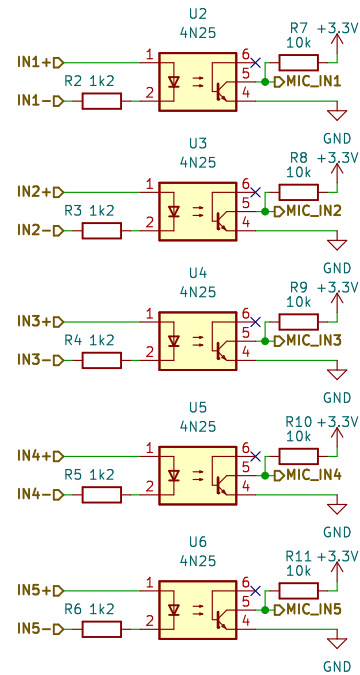 U2
4N25
R7
10k
+3.3V
IN1+
1
6
5
MIC_IN1
R2 1k2
IN1-
2
4
GND
U3
4N25
R8
10k
+3.3V
IN2+
1
6
5
MIC_IN2
R3 1k2
IN2-
2
4
GND
U4
4N25
R9
10k
+3.3V
IN3+
1
6
5
MIC_IN3
R4 1k2
IN3-
2
4
GND
U5
4N25
R10
10k
+3.3V
IN4+
1
6
5
MIC_IN4
R5 1k2
IN4-
2
4
GND
U6
4N25
R11
10k
+3.3V
IN5+
1
6
5
MIC_IN5
R6 1k2
IN5-
2
4
GND